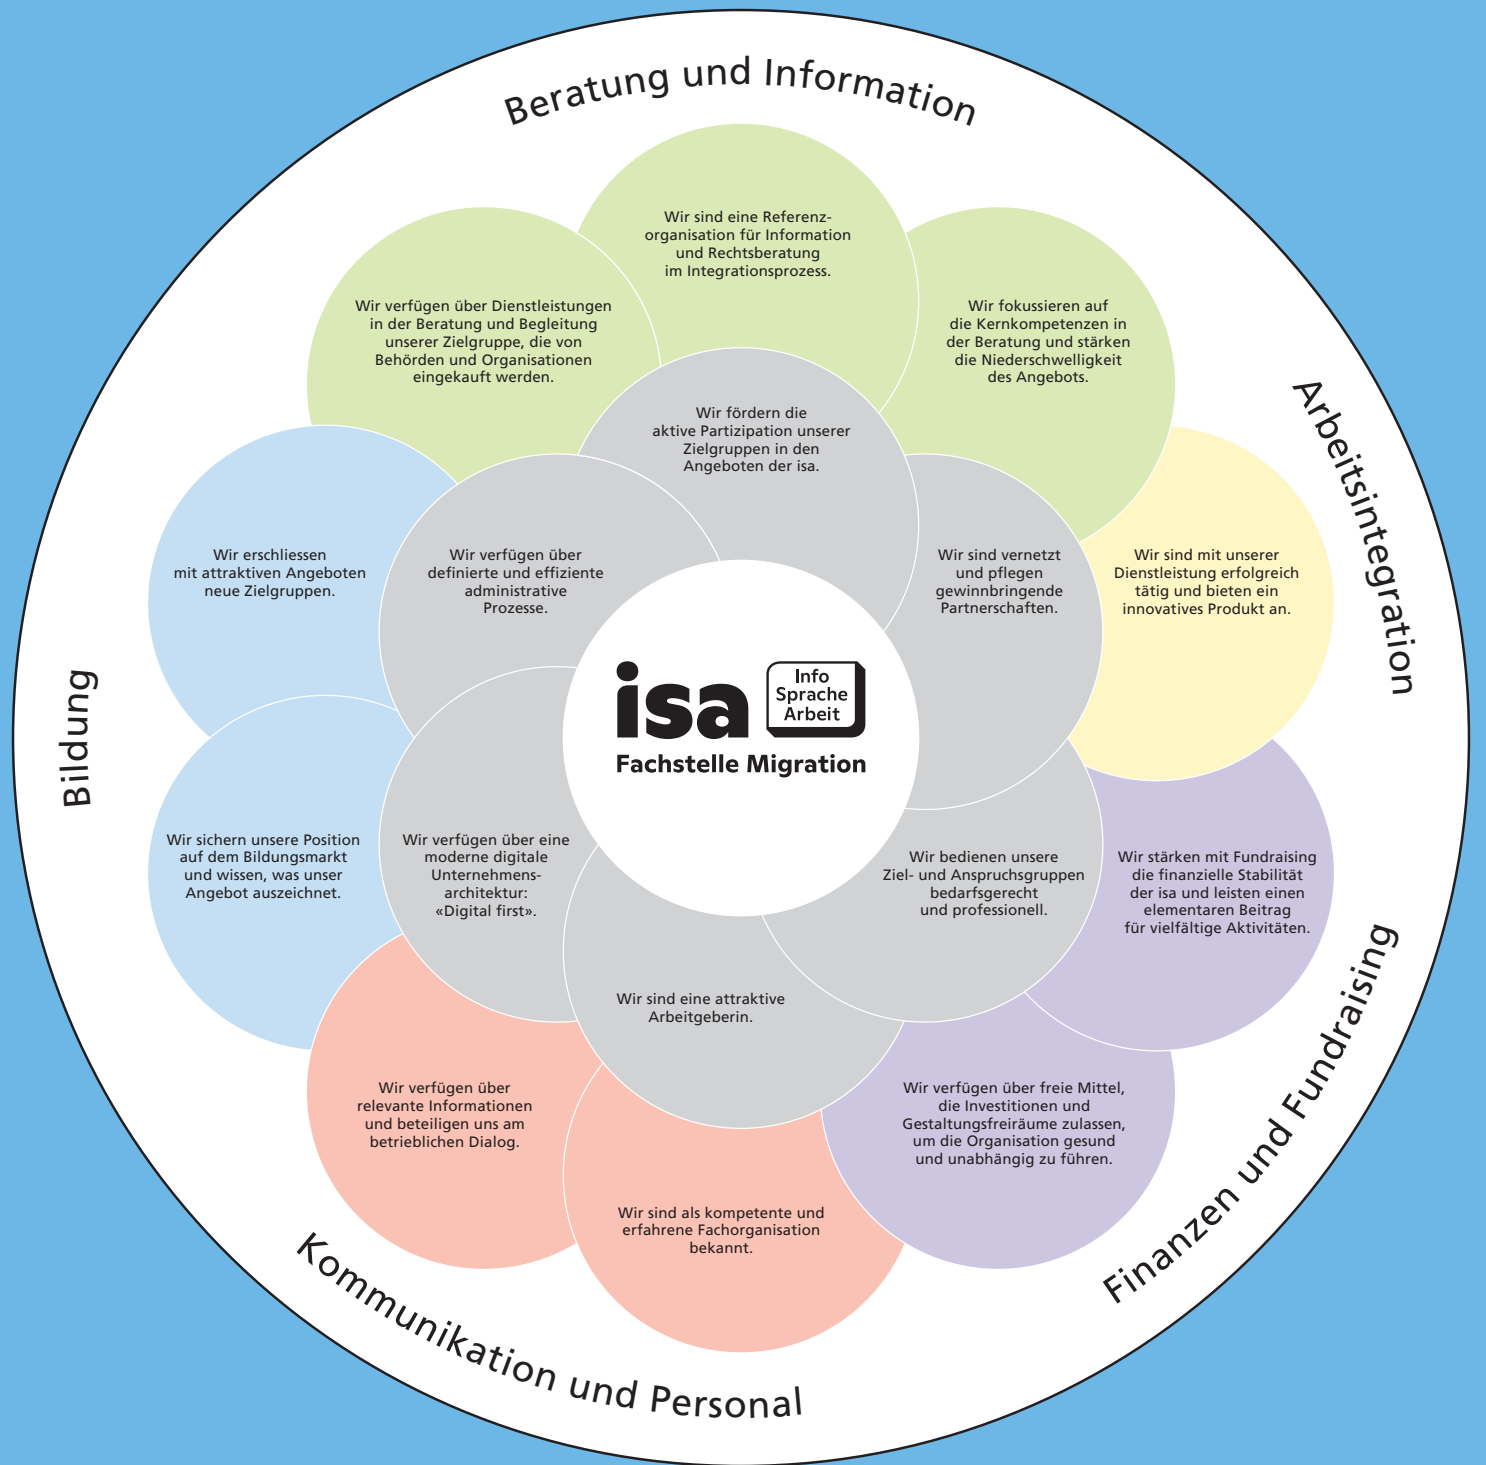 Beratung und Information
Wir sind eine Referenz-
organisation für Information
und Rechtsberatung
im Integrationsprozess.
Wir verfügen über Dienstleistungen
in der Beratung und Begleitung
unserer Zielgruppe, die von
Behörden und Organisationen
eingekauft werden.
Wir fokussieren auf
die Kernkompetenzen in
der Beratung und stärken
die Niederschwelligkeit
des Angebots.
Arbeitsintegration
Wir fördern die
aktive Partizipation unserer
Zielgruppen in den
Angeboten der isa.
Wir erschliessen
mit attraktiven Angeboten
neue Zielgruppen.
Wir verfügen über
definierte und effiziente
administrative
Prozesse.
Wir sind vernetzt
und pflegen
gewinnbringende
Partnerschaften.
Wir sind mit unserer
Dienstleistung erfolgreich
tätig und bieten ein
innovatives Produkt an.
isa
Info
Sprache
Arbeit
Fachstelle Migration
Bildung
Wir sichern unsere Position
auf dem Bildungsmarkt
und wissen, was unser
Angebot auszeichnet.
Wir verfügen über eine
moderne digitale
Unternehmens-
architektur:
«Digital first».
Wir bedienen unsere
Ziel- und Anspruchsgruppen
bedarfsgerecht
und professionell.
Wir stärken mit Fundraising
die finanzielle Stabilität
der isa und leisten einen
elementaren Beitrag
für vielfältige Aktivitäten.
Wir sind eine attraktive
Arbeitgeberin.
Finanzen und Fundraising
Wir verfügen über
relevante Informationen
und beteiligen uns am
betrieblichen Dialog.
Wir verfügen über freie Mittel,
die Investitionen und
Gestaltungsfreiräume zulassen,
um die Organisation gesund
und unabhängig zu führen.
Wir sind als kompetente und
erfahrene Fachorganisation
bekannt.
Kommunikation und Personal